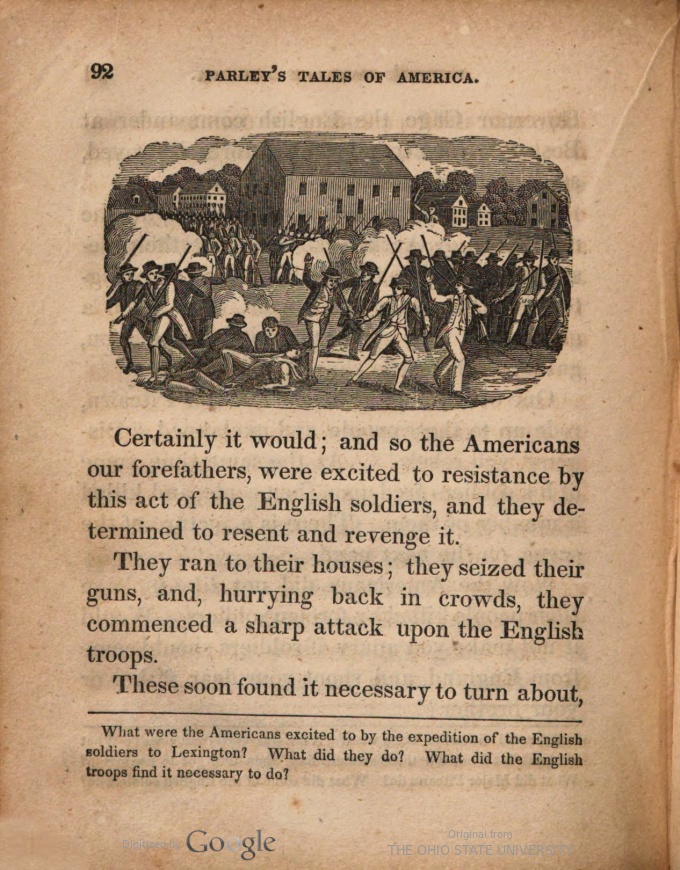 92
PARLEY'S TALES OF AMERICA.
Certainly it would; and so the Americans
our forefathers, were excited to resistance by
this act of the English soldiers, and they de-
termined to resent and revenge it.
They ran to their houses; they seized their
guns, and, hurrying back in crowds, they
commenced a sharp attack upon the English
troops.
These soon found it necessary to turn about,
What were the Americans excited to by the expedition of the English
soldiers to Lexington? What did they do? What did the English
troops find it necessary to do?
Digitized by Google
Original from
THE OHIO STATE UNIVERSITY